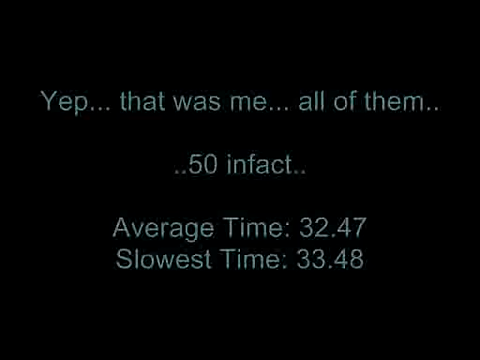 Yep... that was me... all of them..
..50 infact..
Average Time: 32.47
Slowest Time: 33.48